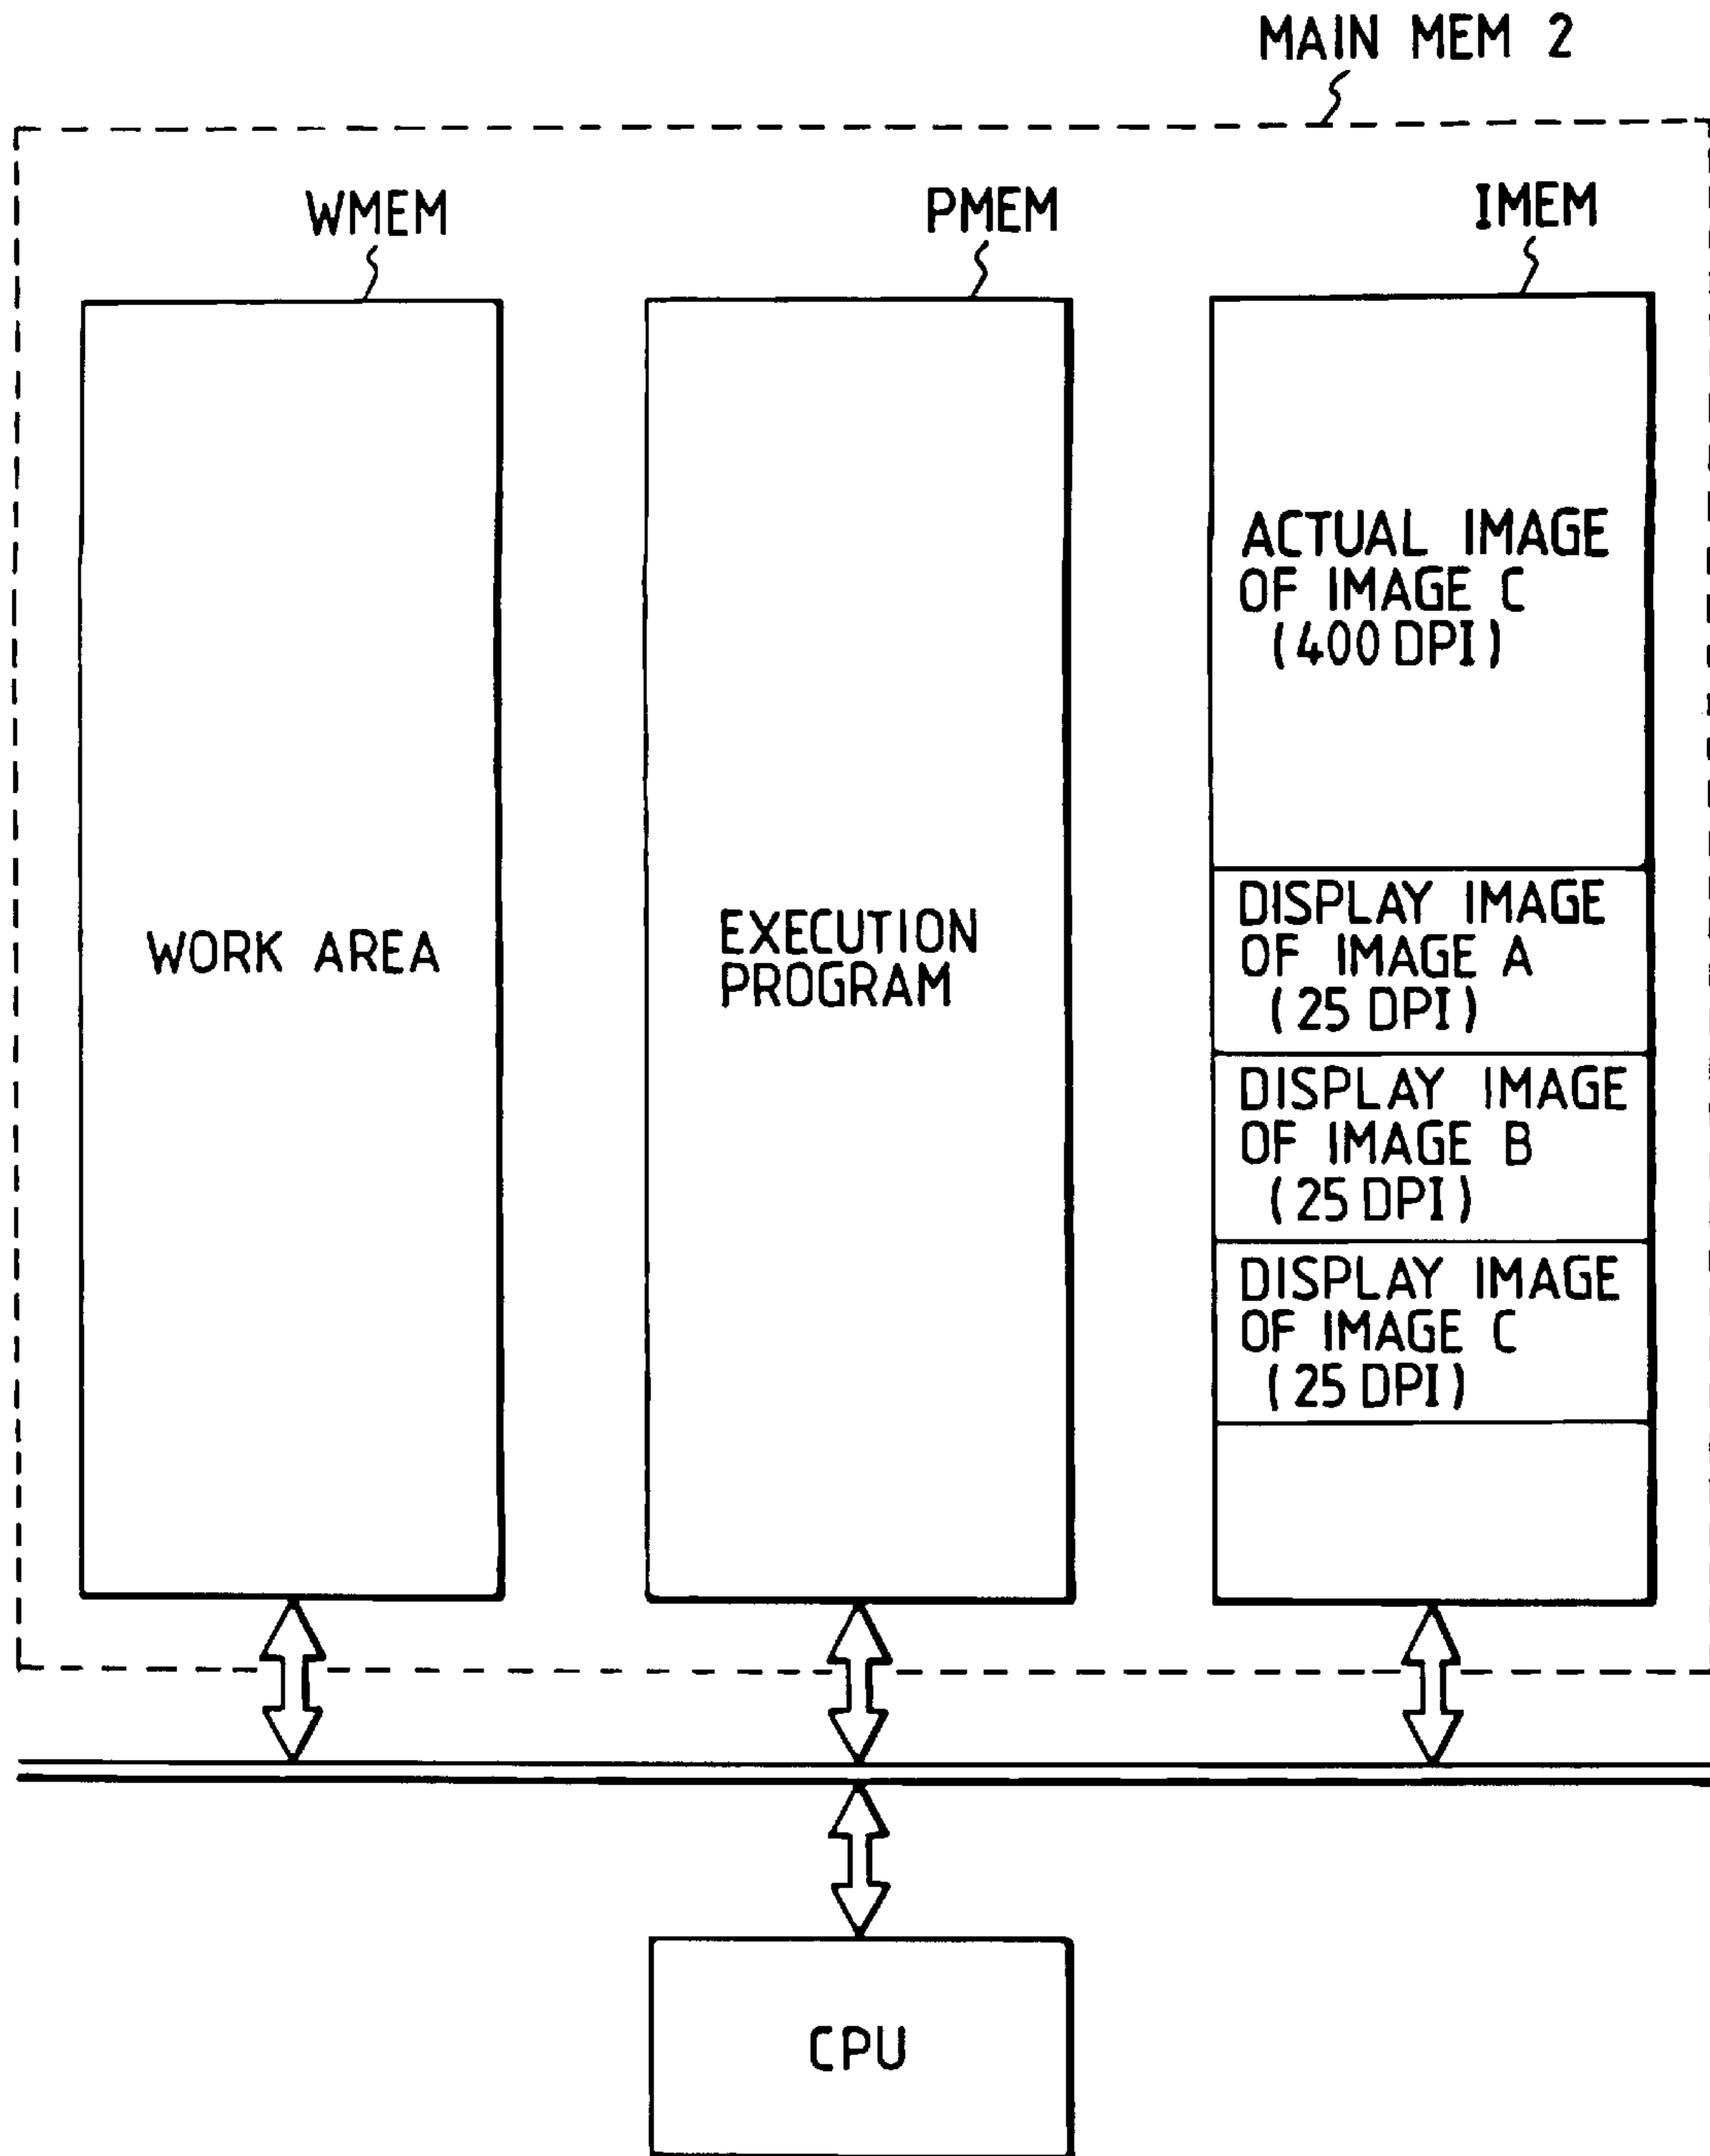 MAIN MEM 2
WMEM
PMEM
IMEM
WORK AREA
EXECUTION
PROGRAM
ACTUAL IMAGE
OF IMAGE C
(400 DPI)
DISPLAY IMAGE
OF IMAGE A
(25 DPI)
DISPLAY IMAGE
OF IMAGE B
(25 DPI)
DISPLAY IMAGE
OF IMAGE C
(25 DPI)
CPU